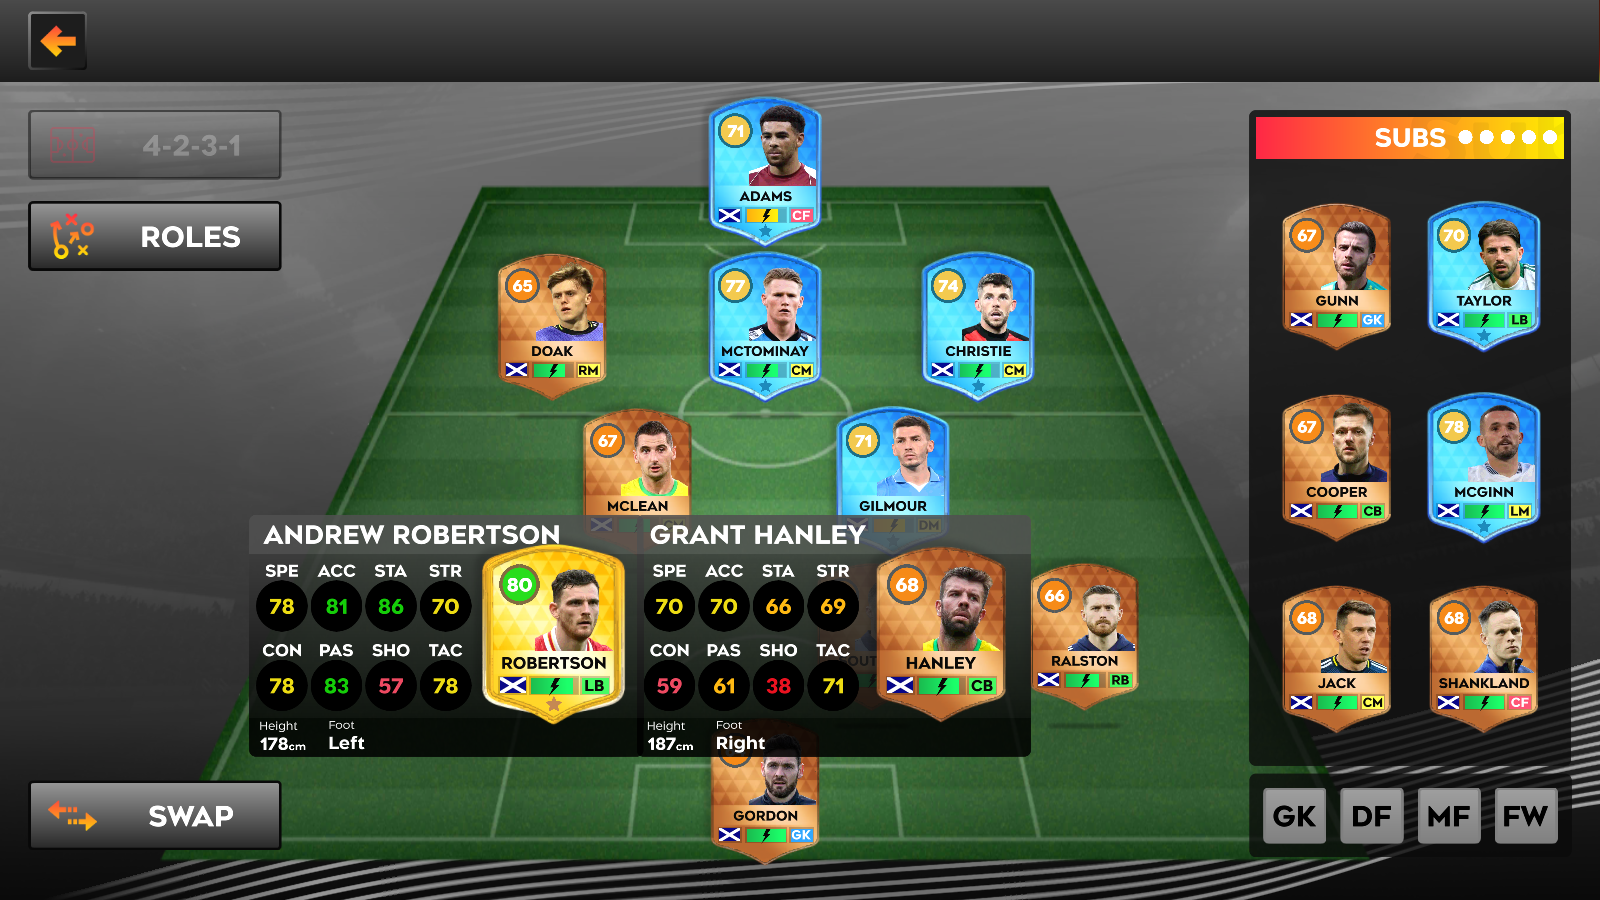 4-2-3-1
ROLES
SWAP
71
ADAMS
CF
65
DOAK
RM
77
MCTOMINAY
CM
74
CHRISTIE
CM
67
MCLEAN
CM
71
GILMOUR
DM
ANDREW ROBERTSON
SPE ACC STA STR
78 81 86 70
CON PAS SHO TAC
78 83 57 78
Height Foot
178cm Left
80
ROBERTSON
LB
GRANT HANLEY
SPE ACC STA STR
70 70 66 69
CON PAS SHO TAC
59 61 38 71
Height Foot
187cm Right
68
HANLEY
CB
66
RALSTON
RB
GORDON
GK
SUBS
67
GUNN
GK
70
TAYLOR
LB
67
COOPER
CB
78
MCGINN
LM
68
JACK
CM
68
SHANKLAND
CF
GK DF MF FW